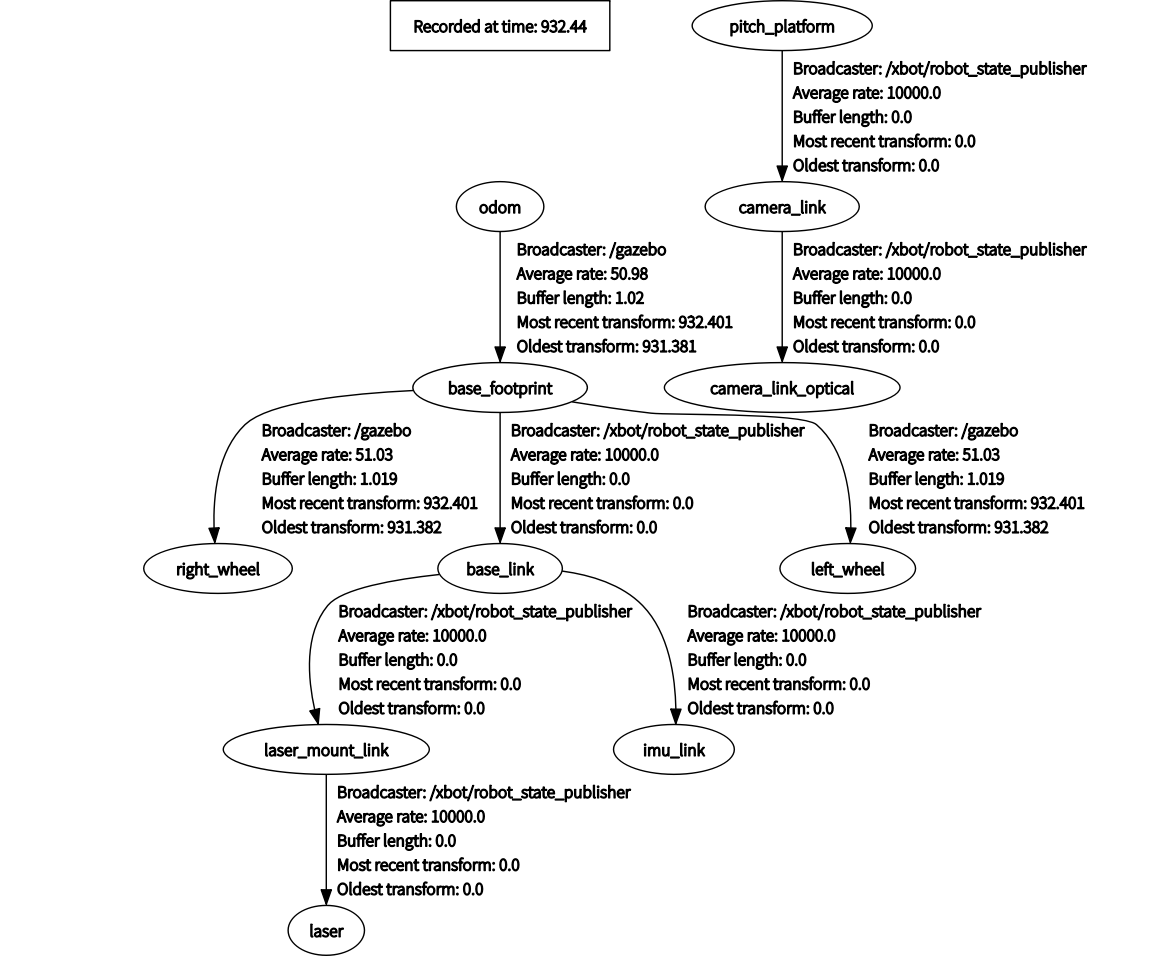 Recorded at time: 932.44
pitch_platform
Broadcaster: /xbot/robot_state_publisher
Average rate: 10000.0
Buffer length: 0.0
Most recent transform: 0.0
Oldest transform: 0.0
odom
camera_link
Broadcaster: /gazebo
Average rate: 50.98
Buffer length: 1.02
Most recent transform: 932.401
Oldest transform: 931.381
Broadcaster: /xbot/robot_state_publisher
Average rate: 10000.0
Buffer length: 0.0
Most recent transform: 0.0
Oldest transform: 0.0
base_footprint
camera_link_optical
Broadcaster: /gazebo
Average rate: 51.03
Buffer length: 1.019
Most recent transform: 932.401
Oldest transform: 931.382
Broadcaster: /xbot/robot_state_publisher
Average rate: 10000.0
Buffer length: 0.0
Most recent transform: 0.0
Oldest transform: 0.0
Broadcaster: /gazebo
Average rate: 51.03
Buffer length: 1.019
Most recent transform: 932.401
Oldest transform: 931.382
right_wheel
base_link
left_wheel
Broadcaster: /xbot/robot_state_publisher
Average rate: 10000.0
Buffer length: 0.0
Most recent transform: 0.0
Oldest transform: 0.0
Broadcaster: /xbot/robot_state_publisher
Average rate: 10000.0
Buffer length: 0.0
Most recent transform: 0.0
Oldest transform: 0.0
laser_mount_link
imu_link
Broadcaster: /xbot/robot_state_publisher
Average rate: 10000.0
Buffer length: 0.0
Most recent transform: 0.0
Oldest transform: 0.0
laser